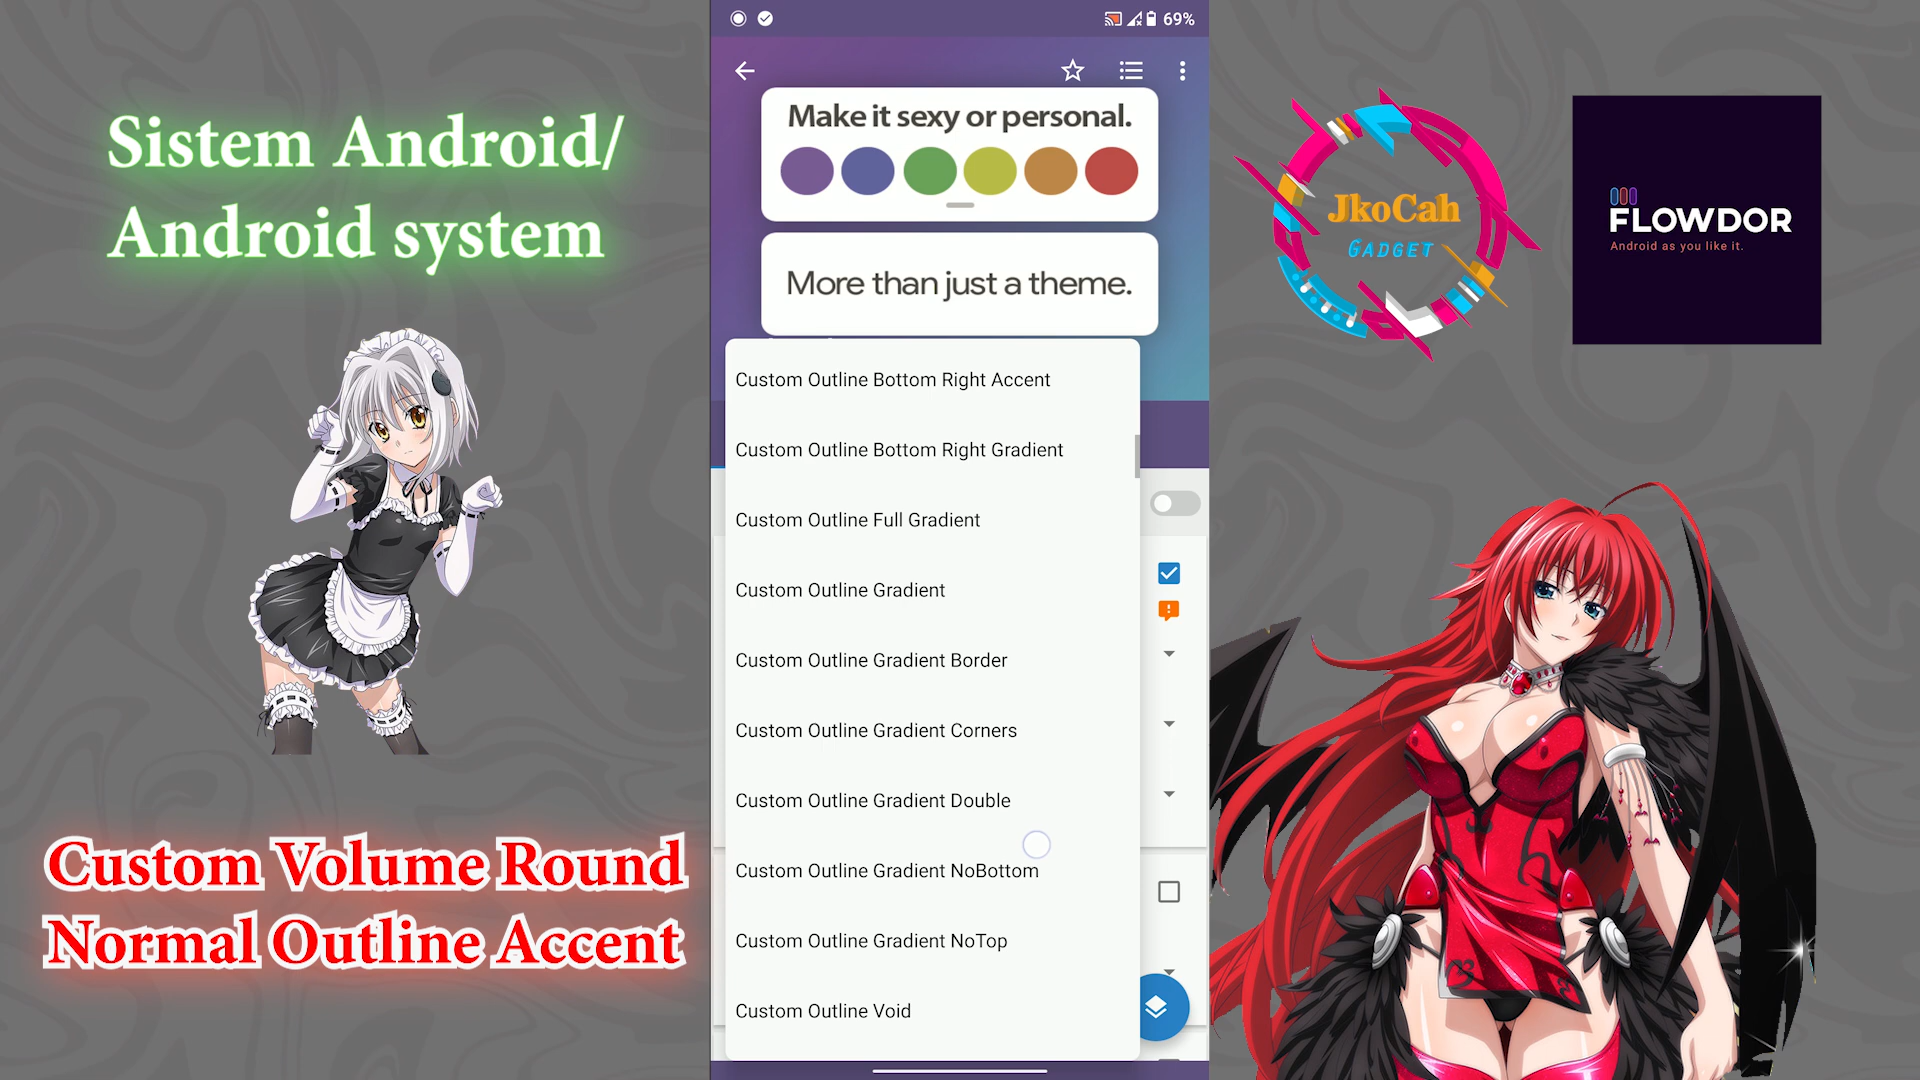 Sistem Android/
Android system
Custom Volume Round
Normal Outline Accent
69%
Make it sexy or personal.
More than just a theme.
Custom Outline Bottom Right Accent
Custom Outline Bottom Right Gradient
Custom Outline Full Gradient
Custom Outline Gradient
Custom Outline Gradient Border
Custom Outline Gradient Corners
Custom Outline Gradient Double
Custom Outline Gradient NoBottom
Custom Outline Gradient NoTop
Custom Outline Void
JkoCah
GADGET
FLOWDOR
Android as you like it.